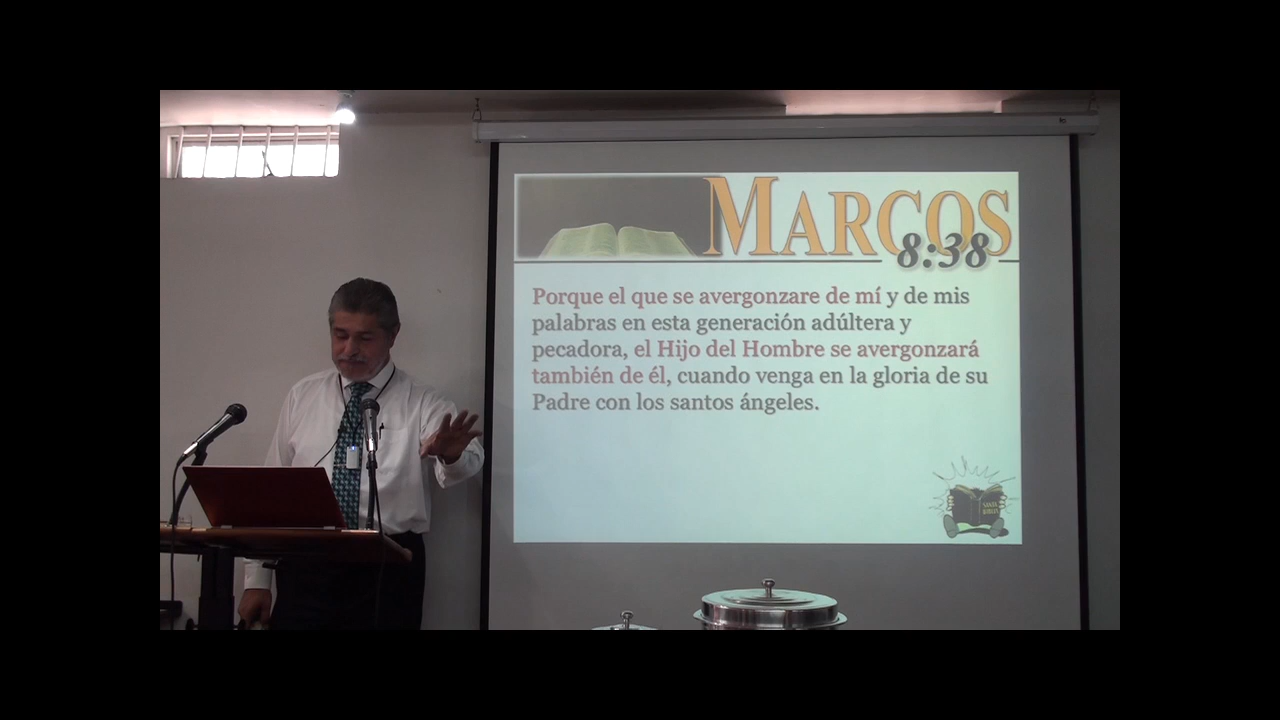 MARCOS
8:38
Porque el que se avergonzare de mí y de mis
palabras en esta generación adúltera y
pecadora, el Hijo del Hombre se avergonzará
también de él, cuando venga en la gloria de su
Padre con los santos ángeles.
SANTA
BIBLIA